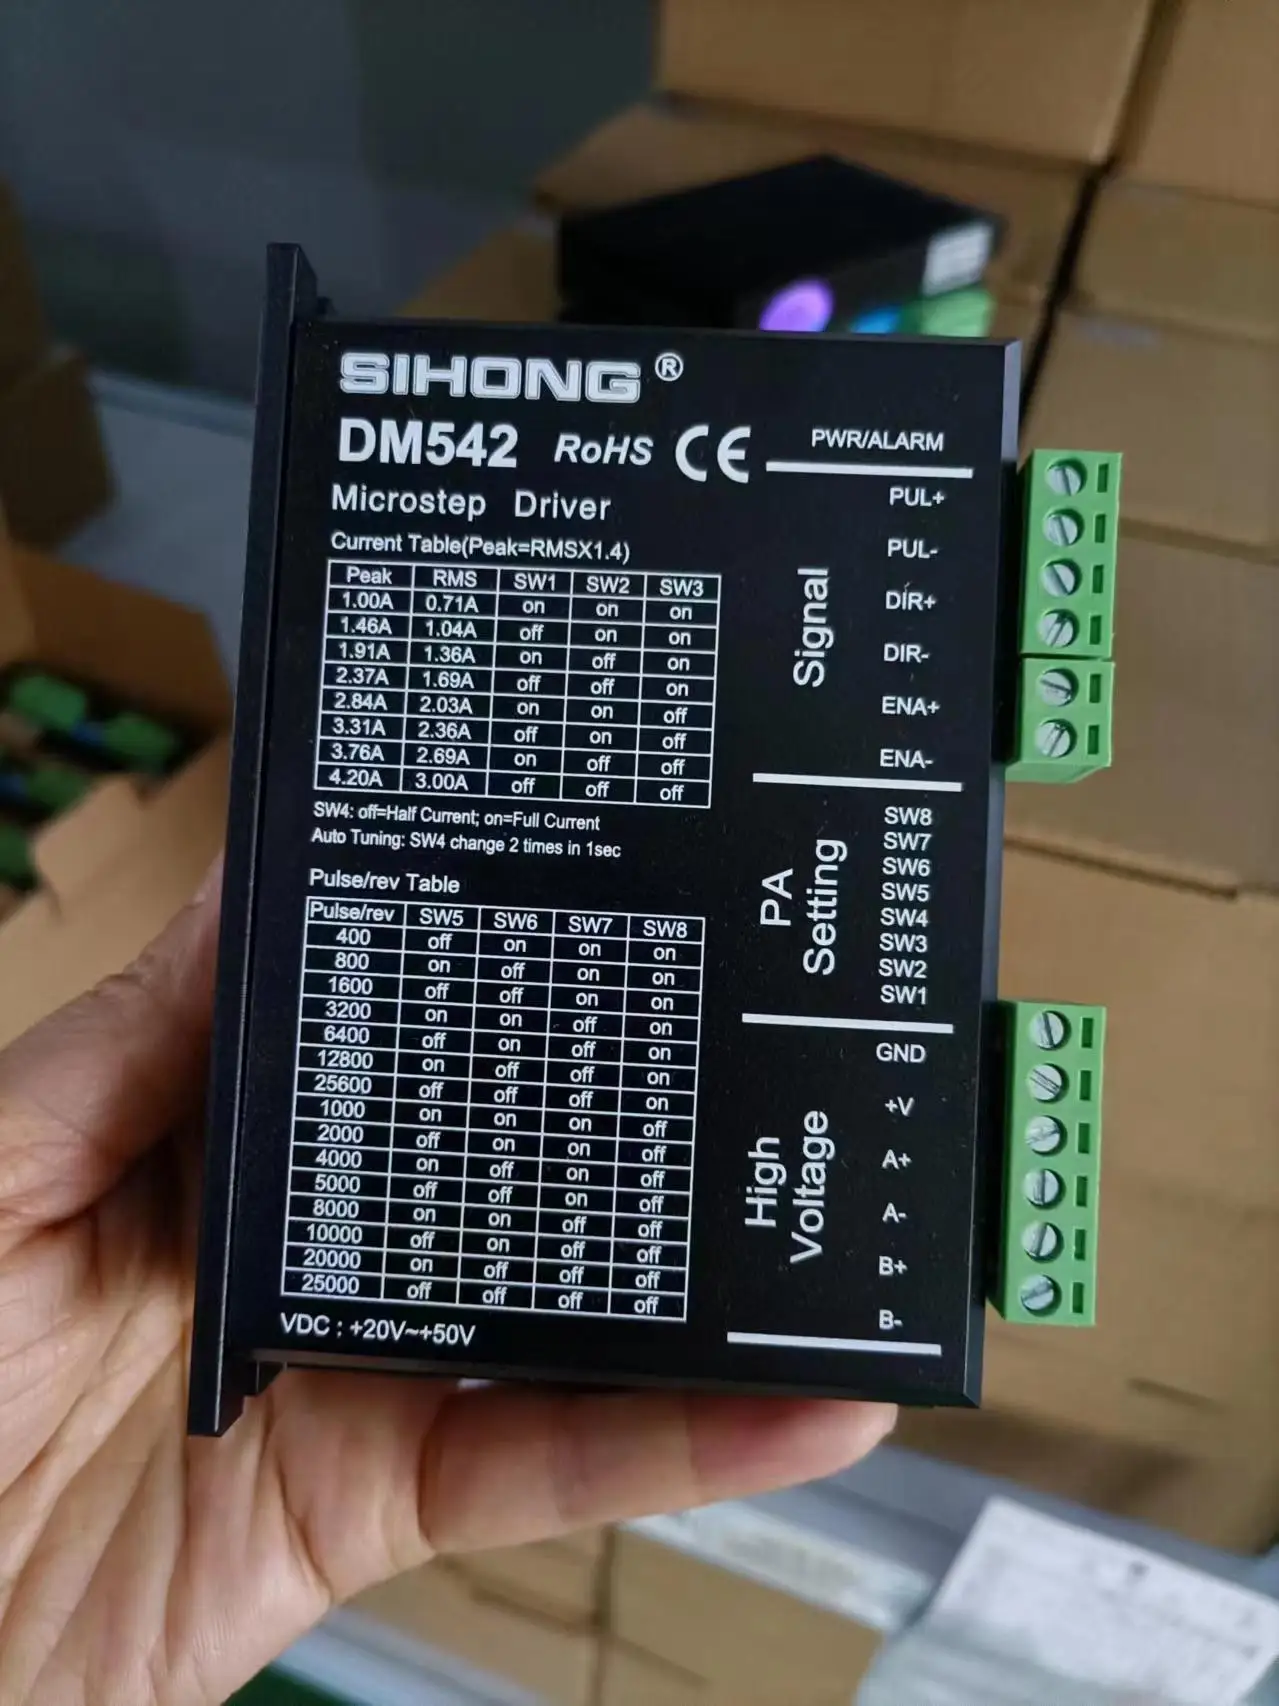 SIHONG ®
DM542 RoHS CE
Microstep Driver
Current Table(Peak=RMSX1.4)
Peak RMS SW1 SW2 SW3
1.00A 0.71A on on on
1.46A 1.04A off on on
1.91A 1.36A on off on
2.37A 1.69A off off on
2.84A 2.03A on on off
3.31A 2.36A off on off
3.76A 2.69A on off off
4.20A 3.00A off off off
SW4: off=Half Current; on=Full Current
Auto Tuning: SW4 change 2 times in 1sec
Pulse/rev Table
Pulse/rev SW5 SW6 SW7 SW8
400 off on on on
800 on off on on
1600 off off on on
3200 on on off on
6400 off on off on
12800 on off off on
25600 off off off on
1000 on on on off
2000 off on on off
4000 on off on off
5000 off off on off
8000 on on off off
10000 off on off off
20000 on off off off
25000 off off off off
VDC : +20V~+50V
PWR/ALARM
Signal
PUL+
PUL-
DIR+
DIR-
ENA+
ENA-
PA
Setting
SW8
SW7
SW6
SW5
SW4
SW3
SW2
SW1
High
Voltage
GND
+V
A+
A-
B+
B-